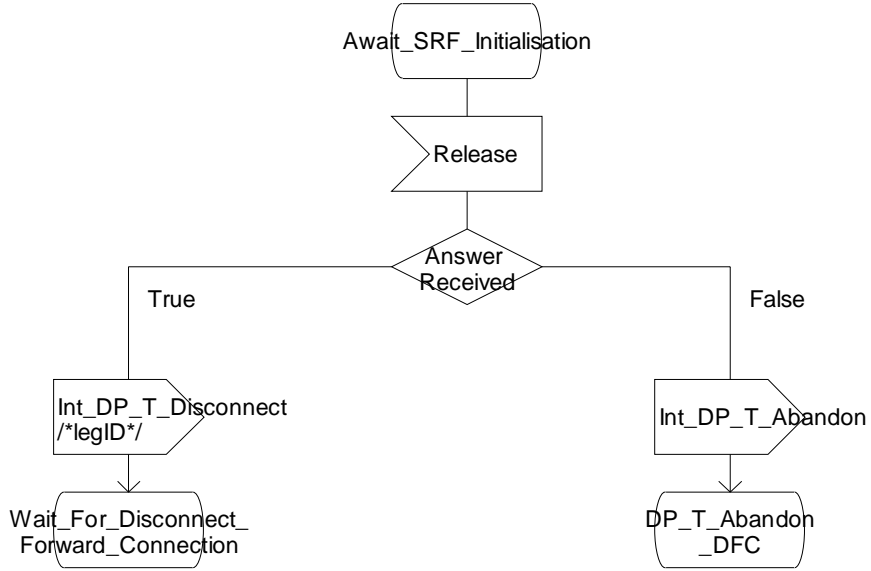 Await_SRF_Initialisation
Release
Answer
Received
True
False
Int_DP_T_Disconnect
/*legID*/
Int_DP_T_Abandon
Wait_For_Disconnect_
Forward_Connection
DP_T_Abandon
_DFC